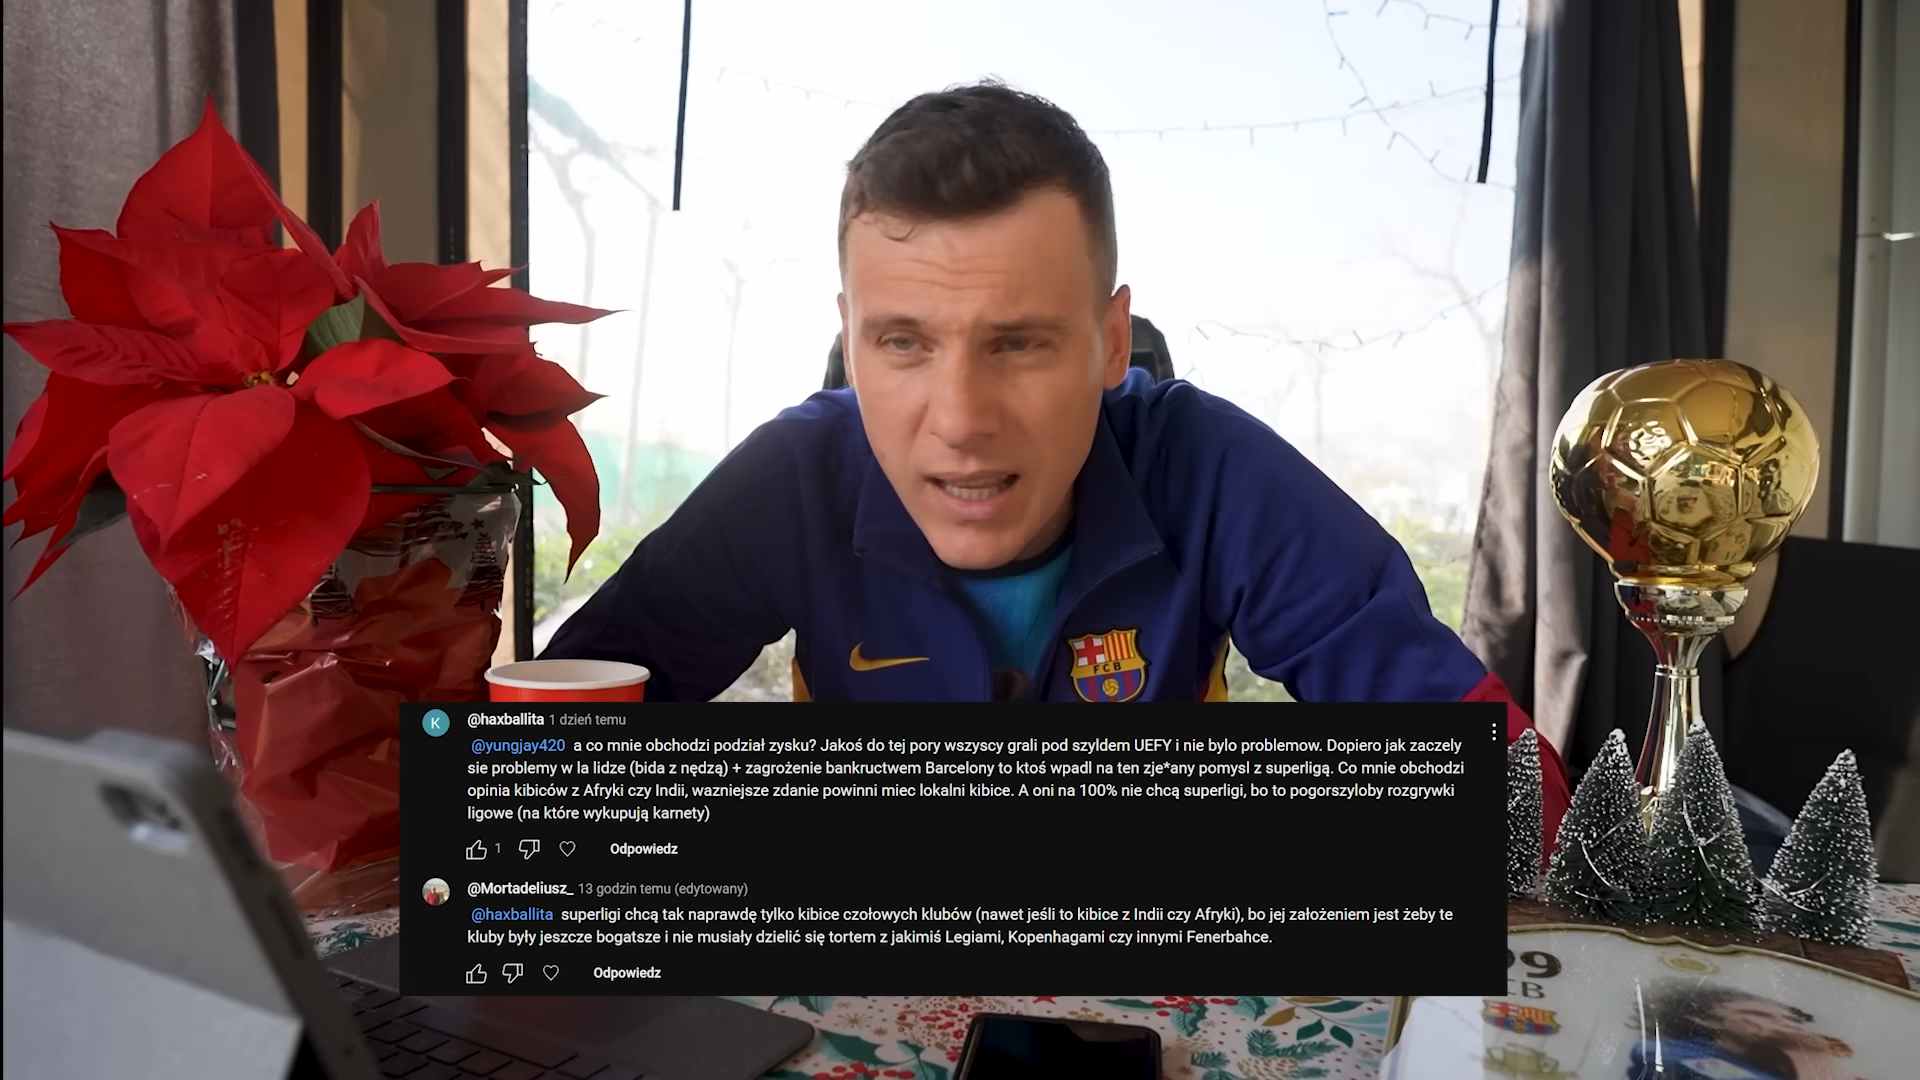 K
@haxballita 1 dzień temu
@yungjay420 a co mnie obchodzi podział zysku? Jakoś do tej pory wszyscy grali pod szyldem UEFY i nie bylo problemow. Dopiero jak zaczely
sie problemy w la lidze (bida z nędzą) + zagrożenie bankructwem Barcelony to ktoś wpadl na ten zje*any pomysl z superligą. Co mnie obchodzi
opinia kibiców z Afryki czy Indii, wazniejsze zdanie powinni miec lokalni kibice. A oni na 100% nie chcą superligi, bo to pogorszyloby rozgrywki
ligowe (na które wykupują karnety)
1 Odpowiedz
@Mortadeliusz_ 13 godzin temu (edytowany)
@haxballita superligi chcą tak naprawdę tylko kibice czołowych klubów (nawet jeśli to kibice z Indii czy Afryki), bo jej założeniem jest żeby te
kluby były jeszcze bogatsze i nie musiały dzielić się tortem z jakimiś Legiami, Kopenhagami czy innymi Fenerbahce.
Odpowiedz
FCB